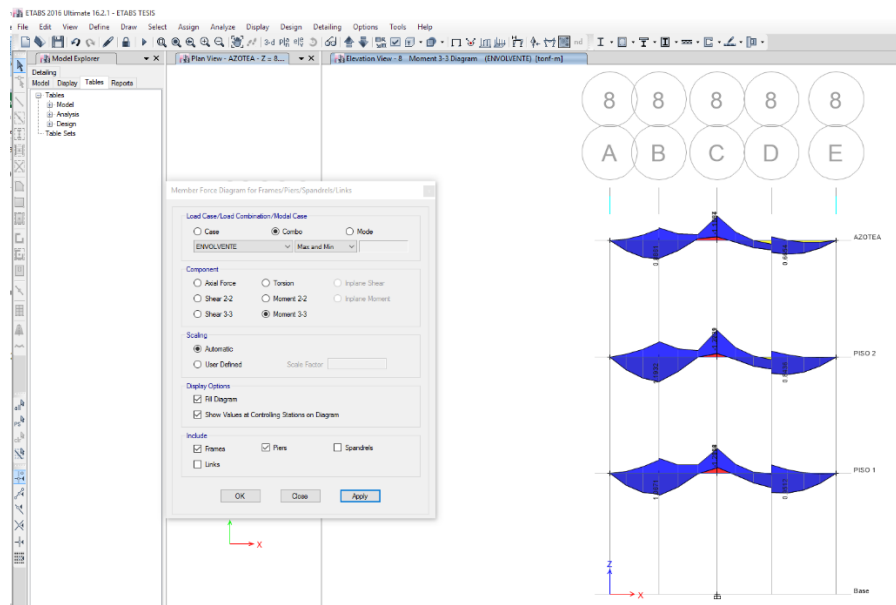 ETABS 2016 Ultimate 16.2.1 - ETABS TESIS
File Edit View Define Draw Select Assign Analyze Display Design Detailing Options Tools Help
Model Explorer
Plan View - AZOTEA - Z = 8....
Elevation View - 8 Moment 3-3 Diagram (ENVOLVENTE) [tonf-m]
Detailing
Model Display Tables Reports
Tables
Model
Analysis
Design
Table Sets
8 8 8 8 8
A B C D E
Member Force Diagram for Frames/Piers/Spandrels/Links
Load Case/Load Combination/Modal Case
Case Combo Mode
ENVOLVENTE Max and Min
Component
Axial Force Torsion Inplane Shear
Shear 2-2 Moment 2-2 Inplane Moment
Shear 3-3 Moment 3-3
Scaling
Automatic
User Defined Scale Factor
Display Options
Fill Diagram
Show Values at Controlling Stations on Diagram
Include
Frames Piers Spandrels
Links
OK Close Apply
AZOTEA
PISO 2
PISO 1
Base
Z
X
X